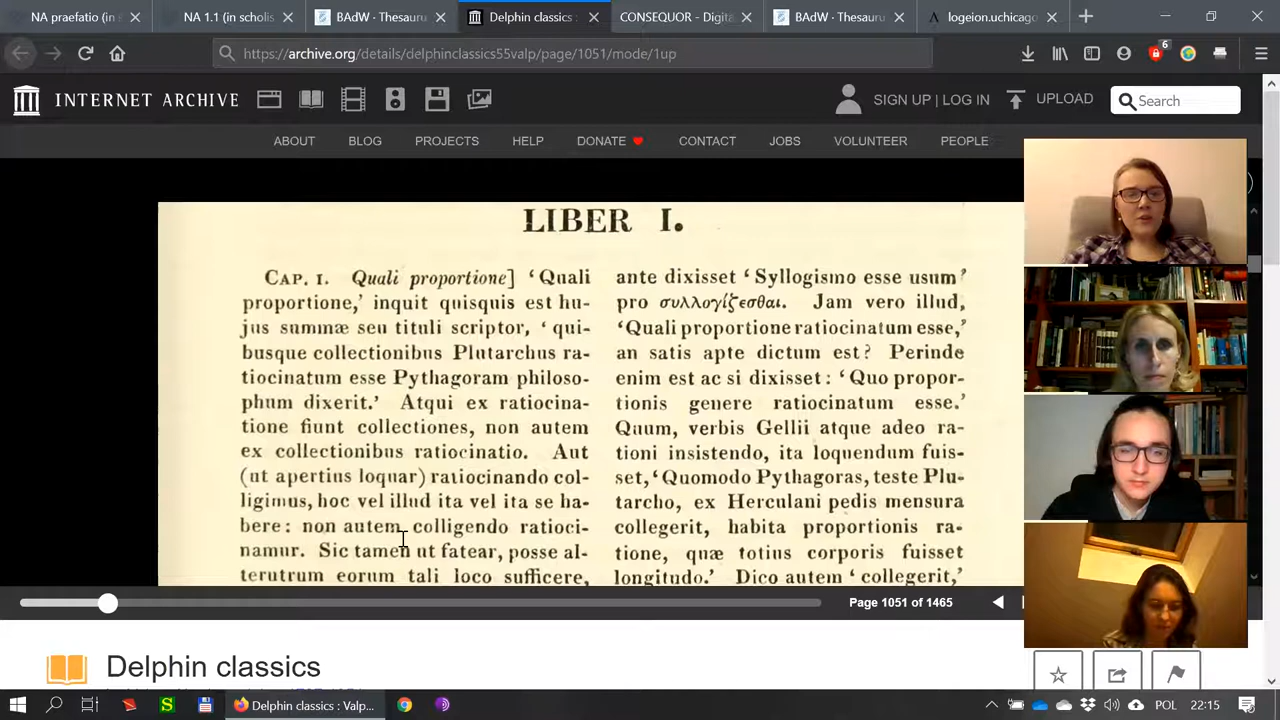 NA praefatio (in s
NA 1.1 (in scholis
BAdW · Thesauru
Delphin classics :
CONSEQUOR - Digita
BAdW · Thesauru
logeion.uchicago
https://archive.org/details/delphinclassics55valp/page/1051/mode/1up
6
INTERNET ARCHIVE
SIGN UP | LOG IN
UPLOAD
Search
ABOUT
BLOG
PROJECTS
HELP
DONATE
CONTACT
JOBS
VOLUNTEER
PEOPLE
LIBER I.
CAP. I. Quali proportione] ‘Quali
proportione,’ inquit quisquis est hu-
jus summæ seu tituli scriptor, ‘qui-
busque collectionibus Plutarchus ra-
tiocinatum esse Pythagoram philoso-
phum dixerit.’ Atqui ex ratiocina-
tione fiunt collectiones, non autem
ex collectionibus ratiocinatio. Aut
(ut apertius loquar) ratiocinando col-
ligimus, hoc vel illud ita vel ita se ha-
bere: non autem colligendo ratioci-
namur. Sic tamen ut fatear, posse al-
terutrum eorum tali loco sufficere,
ante dixisset ‘Syllogismo esse usum’
pro συλλογίζεσθαι. Jam vero illud,
‘Quali proportione ratiocinatum esse,’
an satis apte dictum est? Perinde
enim est ac si dixisset: ‘Quo propor-
tionis genere ratiocinatum esse.’
Quum, verbis Gellii atque adeo ra-
tioni insistendo, ita loquendum fuis-
set, ‘Quomodo Pythagoras, teste Plu-
tarcho, ex Herculani pedis mensura
collegerit, habita proportionis ra-
tione, quæ totius corporis fuisset
longitudo.’ Dico autem ‘collegerit,’
Page 1051 of 1465
Delphin classics
Delphin classics : Valp...
POL
22:15